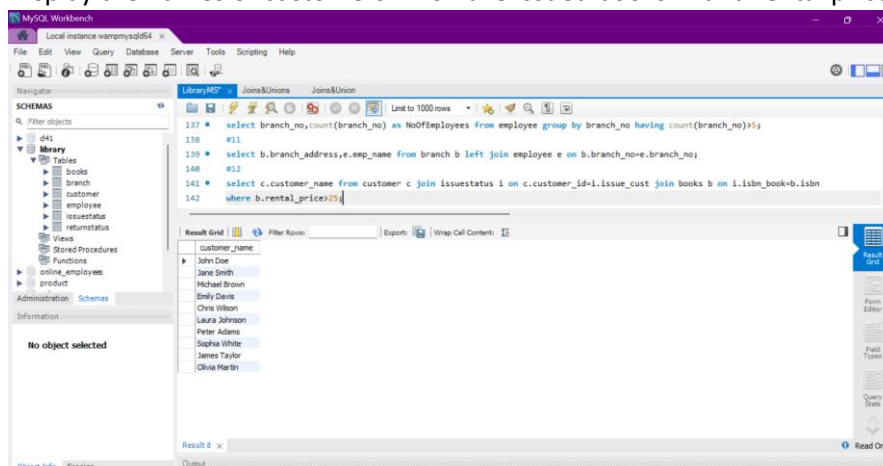 MySQL Workbench
Local instance wampmysqld64 ×
File Edit View Query Database Server Tools Scripting Help
Navigator
SCHEMAS
Filter objects
d41
library
Tables
books
branch
customer
employee
issuestatus
returnstatus
Views
Stored Procedures
Functions
online_employees
product
Administration Schemas
Information
No object selected
LibraryMS* × Joins&Unions Joins&Union
Limit to 1000 rows
137 select branch_no,count(branch_no) as NoOfEmployees from employee group by branch_no having count(branch_no)>5;
138 #11
139 select b.branch_address,e.emp_name from branch b left join employee e on b.branch_no=e.branch_no;
140 #12
141 select c.customer_name from customer c join issuestatus i on c.customer_id=i.issue_cust join books b on i.isbn_book=b.isbn
142 where b.rental_price>25;
Result Grid Filter Rows: Export: Wrap Cell Content:
customer_name
John Doe
Jane Smith
Michael Brown
Emily Davis
Chris Wilson
Laura Johnson
Peter Adams
Sophia White
James Taylor
Olivia Martin
Result Grid
Form Editor
Field Types
Query Stats
Result 8 ×
Read On
Output